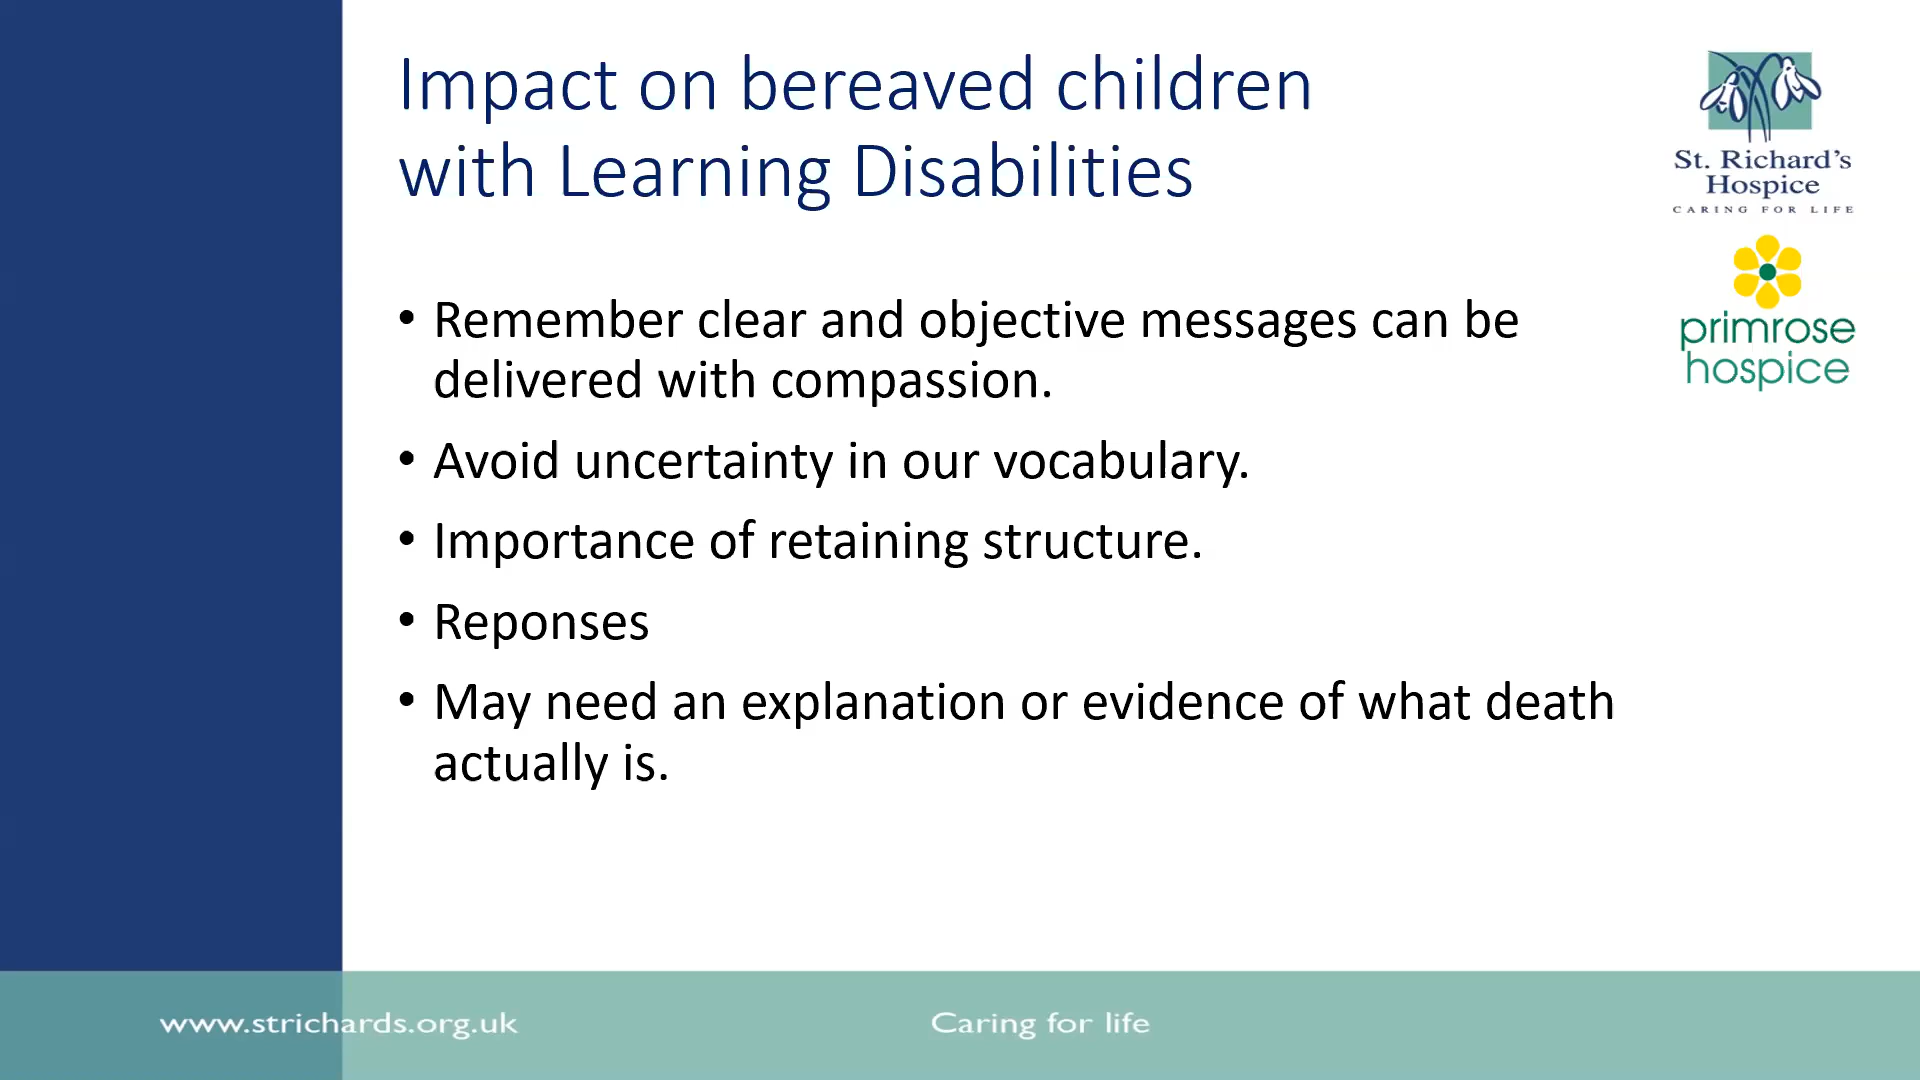 Impact on bereaved children
with Learning Disabilities
St. Richard's
Hospice
CARING FOR LIFE
primrose
hospice
• Remember clear and objective messages can be
delivered with compassion.
• Avoid uncertainty in our vocabulary.
• Importance of retaining structure.
• Reponses
• May need an explanation or evidence of what death
actually is.
www.strichards.org.uk
Caring for life